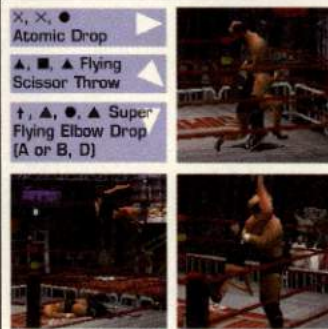 ×, ×, ●
Atomic Drop
▲, ■, ▲ Flying
Scissor Throw
↑, ▲, ●, ▲ Super
Flying Elbow Drop
(A or B, D)